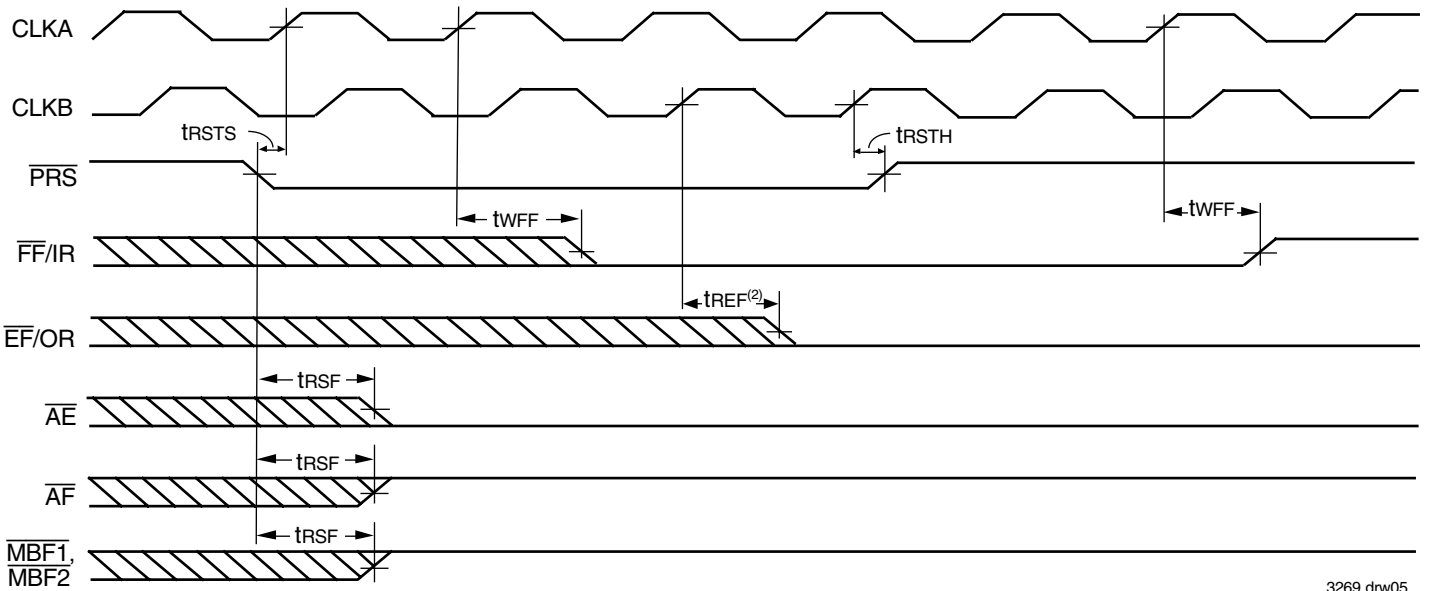 CLKA
CLKB
tRSTS
tRSTH
PRS
tWFF
tWFF
FF/IR
tREF(2)
EF/OR
tRSF
AE
tRSF
AF
tRSF
MBF1,
MBF2
3269 drw05